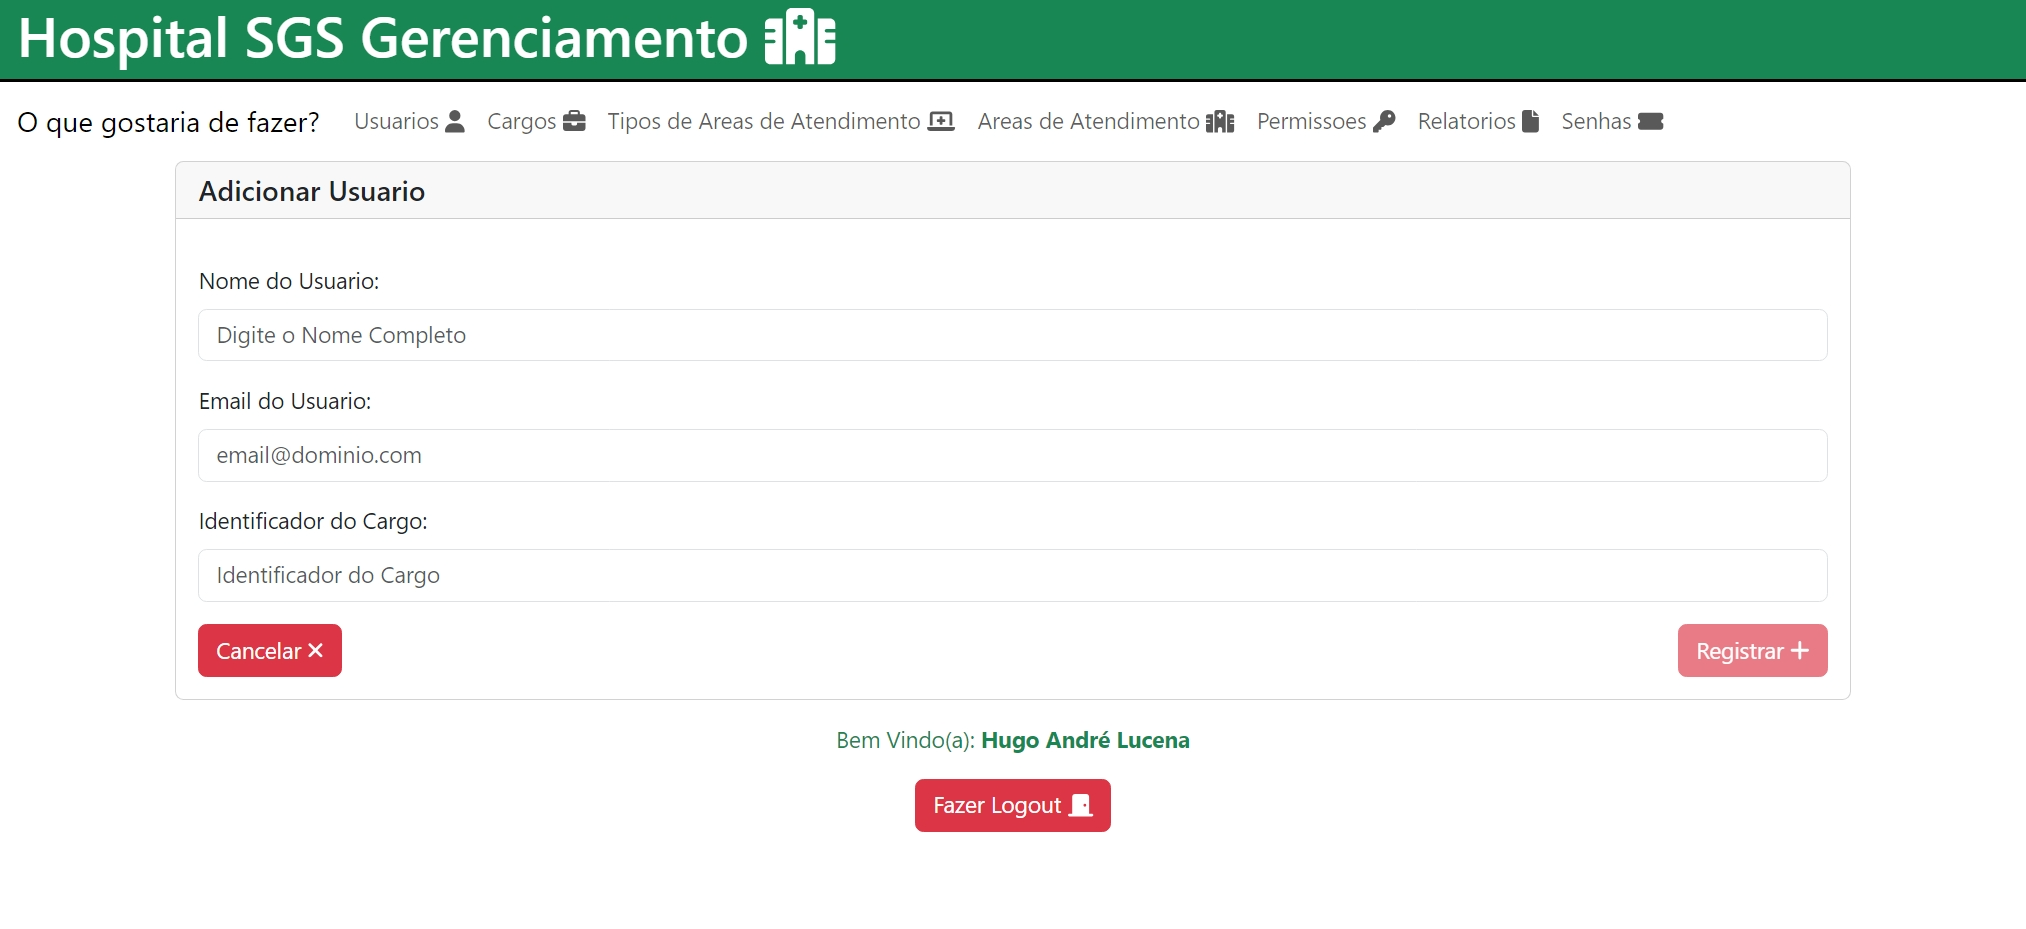 Hospital SGS Gerenciamento
O que gostaria de fazer? Usuarios Cargos Tipos de Areas de Atendimento Areas de Atendimento Permissoes Relatorios Senhas
Adicionar Usuario
Nome do Usuario:
Digite o Nome Completo
Email do Usuario:
email@dominio.com
Identificador do Cargo:
Identificador do Cargo
Cancelar Registrar
Bem Vindo(a): Hugo André Lucena
Fazer Logout